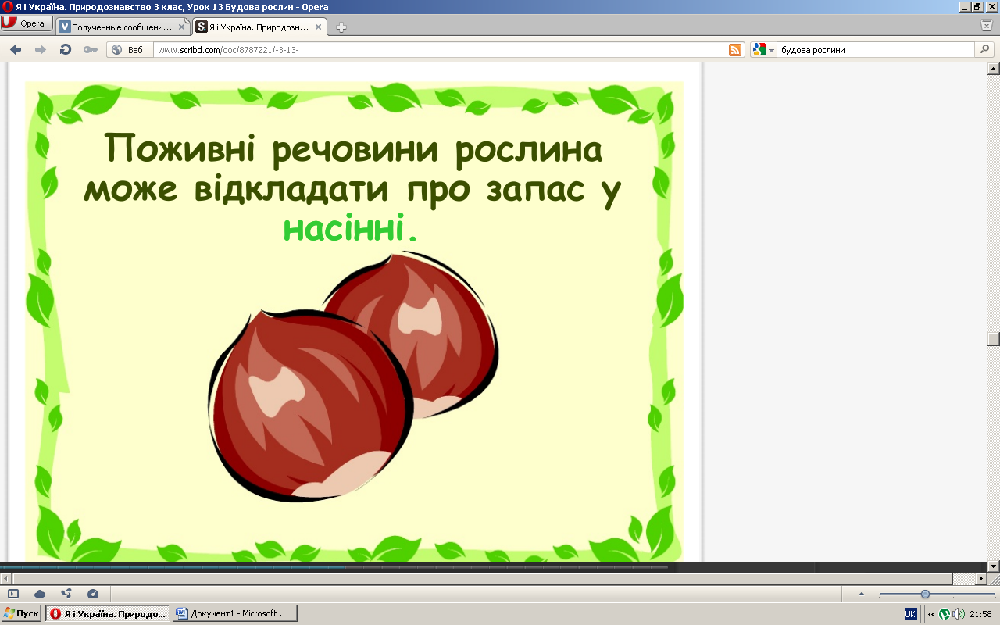 Я і Україна. Природознавство 3 клас, Урок 13 Будова рослин - Opera
Opera
Полученные сообщени...
Я і Україна. Природозн...
Веб
www.scribd.com/doc/8787221/-3-13-
будова рослини
Поживні речовини рослина
може відкладати про запас у
насінні.
Пуск
Я і Україна. Природо...
Документ1 - Microsoft ...
UK
21:58